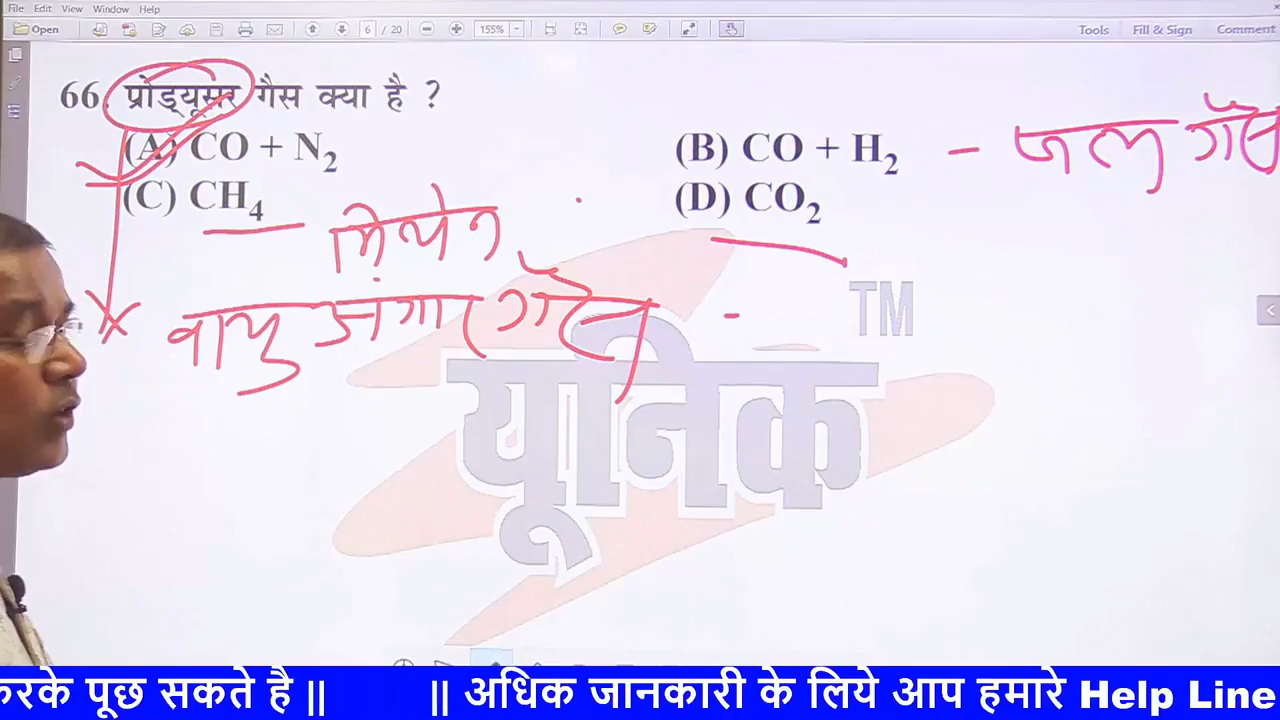 File Edit View Window Help
Open 6 / 20 155% Tools Fill & Sign Comment
66. प्रोड्यूसर गैस क्या है ?
(A) CO + N₂ (B) CO + H₂ – जल गैस
(C) CH₄ (D) CO₂
मिथेन
वायु अंगार गैस -
TM
यूनिक
करके पूछ सकते है || || अधिक जानकारी के लिये आप हमारे Help Line